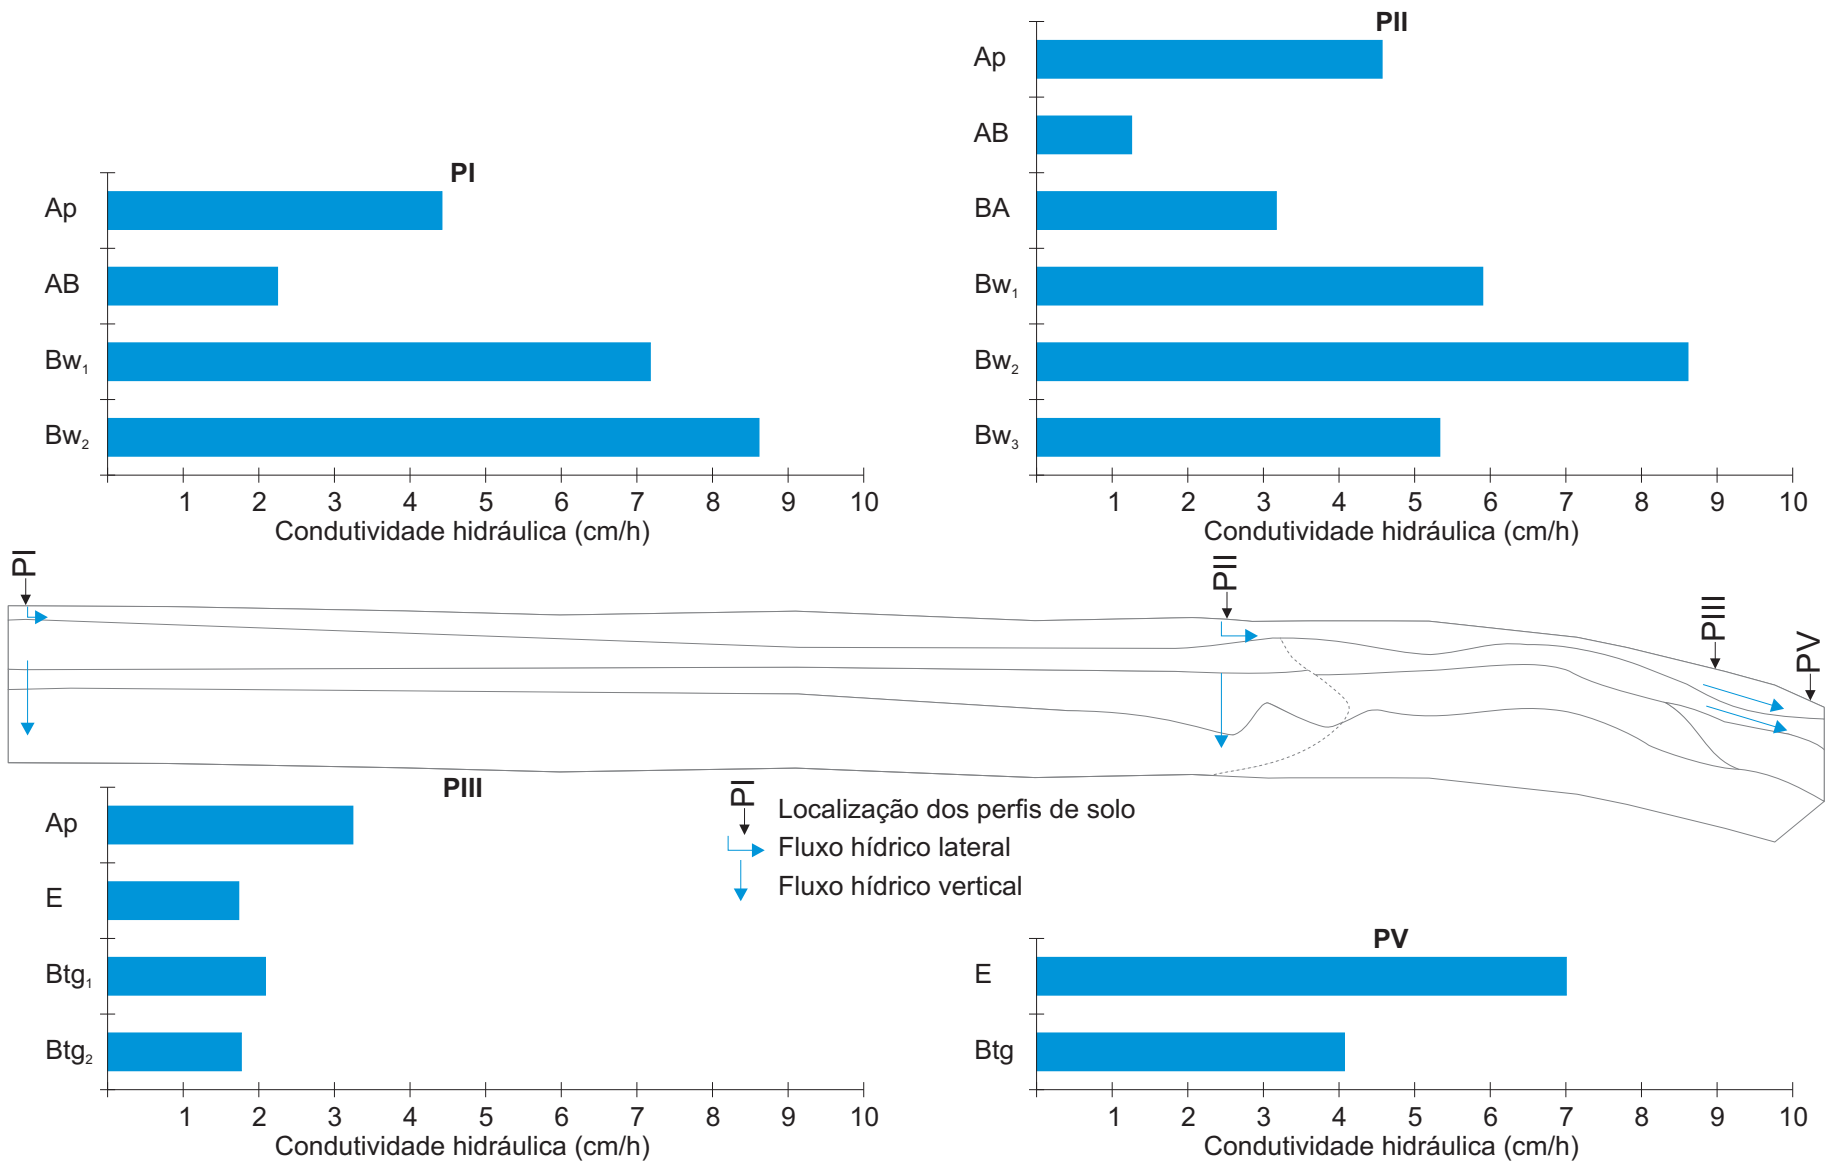 PI
Ap
AB
Bw₁
Bw₂
1 2 3 4 5 6 7 8 9 10
Condutividade hidráulica (cm/h)
PII
Ap
AB
BA
Bw₁
Bw₂
Bw₃
1 2 3 4 5 6 7 8 9 10
Condutividade hidráulica (cm/h)
PI
PII
PIII
PV
PIII
Ap
E
Btg₁
Btg₂
1 2 3 4 5 6 7 8 9 10
Condutividade hidráulica (cm/h)
PI
Localização dos perfis de solo
Fluxo hídrico lateral
Fluxo hídrico vertical
PV
E
Btg
1 2 3 4 5 6 7 8 9 10
Condutividade hidráulica (cm/h)